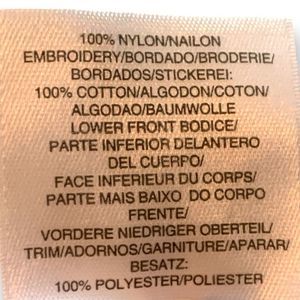 100% NYLON/NAILON
EMBROIDERY/BORDADO/BRODERIE/
BORDADOS/STICKEREI:
100% COTTON/ALGODON/COTON/
ALGODAO/BAUMWOLLE
LOWER FRONT BODICE/
PARTE INFERIOR DELANTERO
DEL CUERPO/
FACE INFERIEUR DU CORPS/
PARTE MAIS BAIXO DO CORPO
FRENTE/
VORDERE NIEDRIGER OBERTEIL/
TRIM/ADORNOS/GARNITURE/APARAR/
BESATZ:
100% POLYESTER/POLIESTER